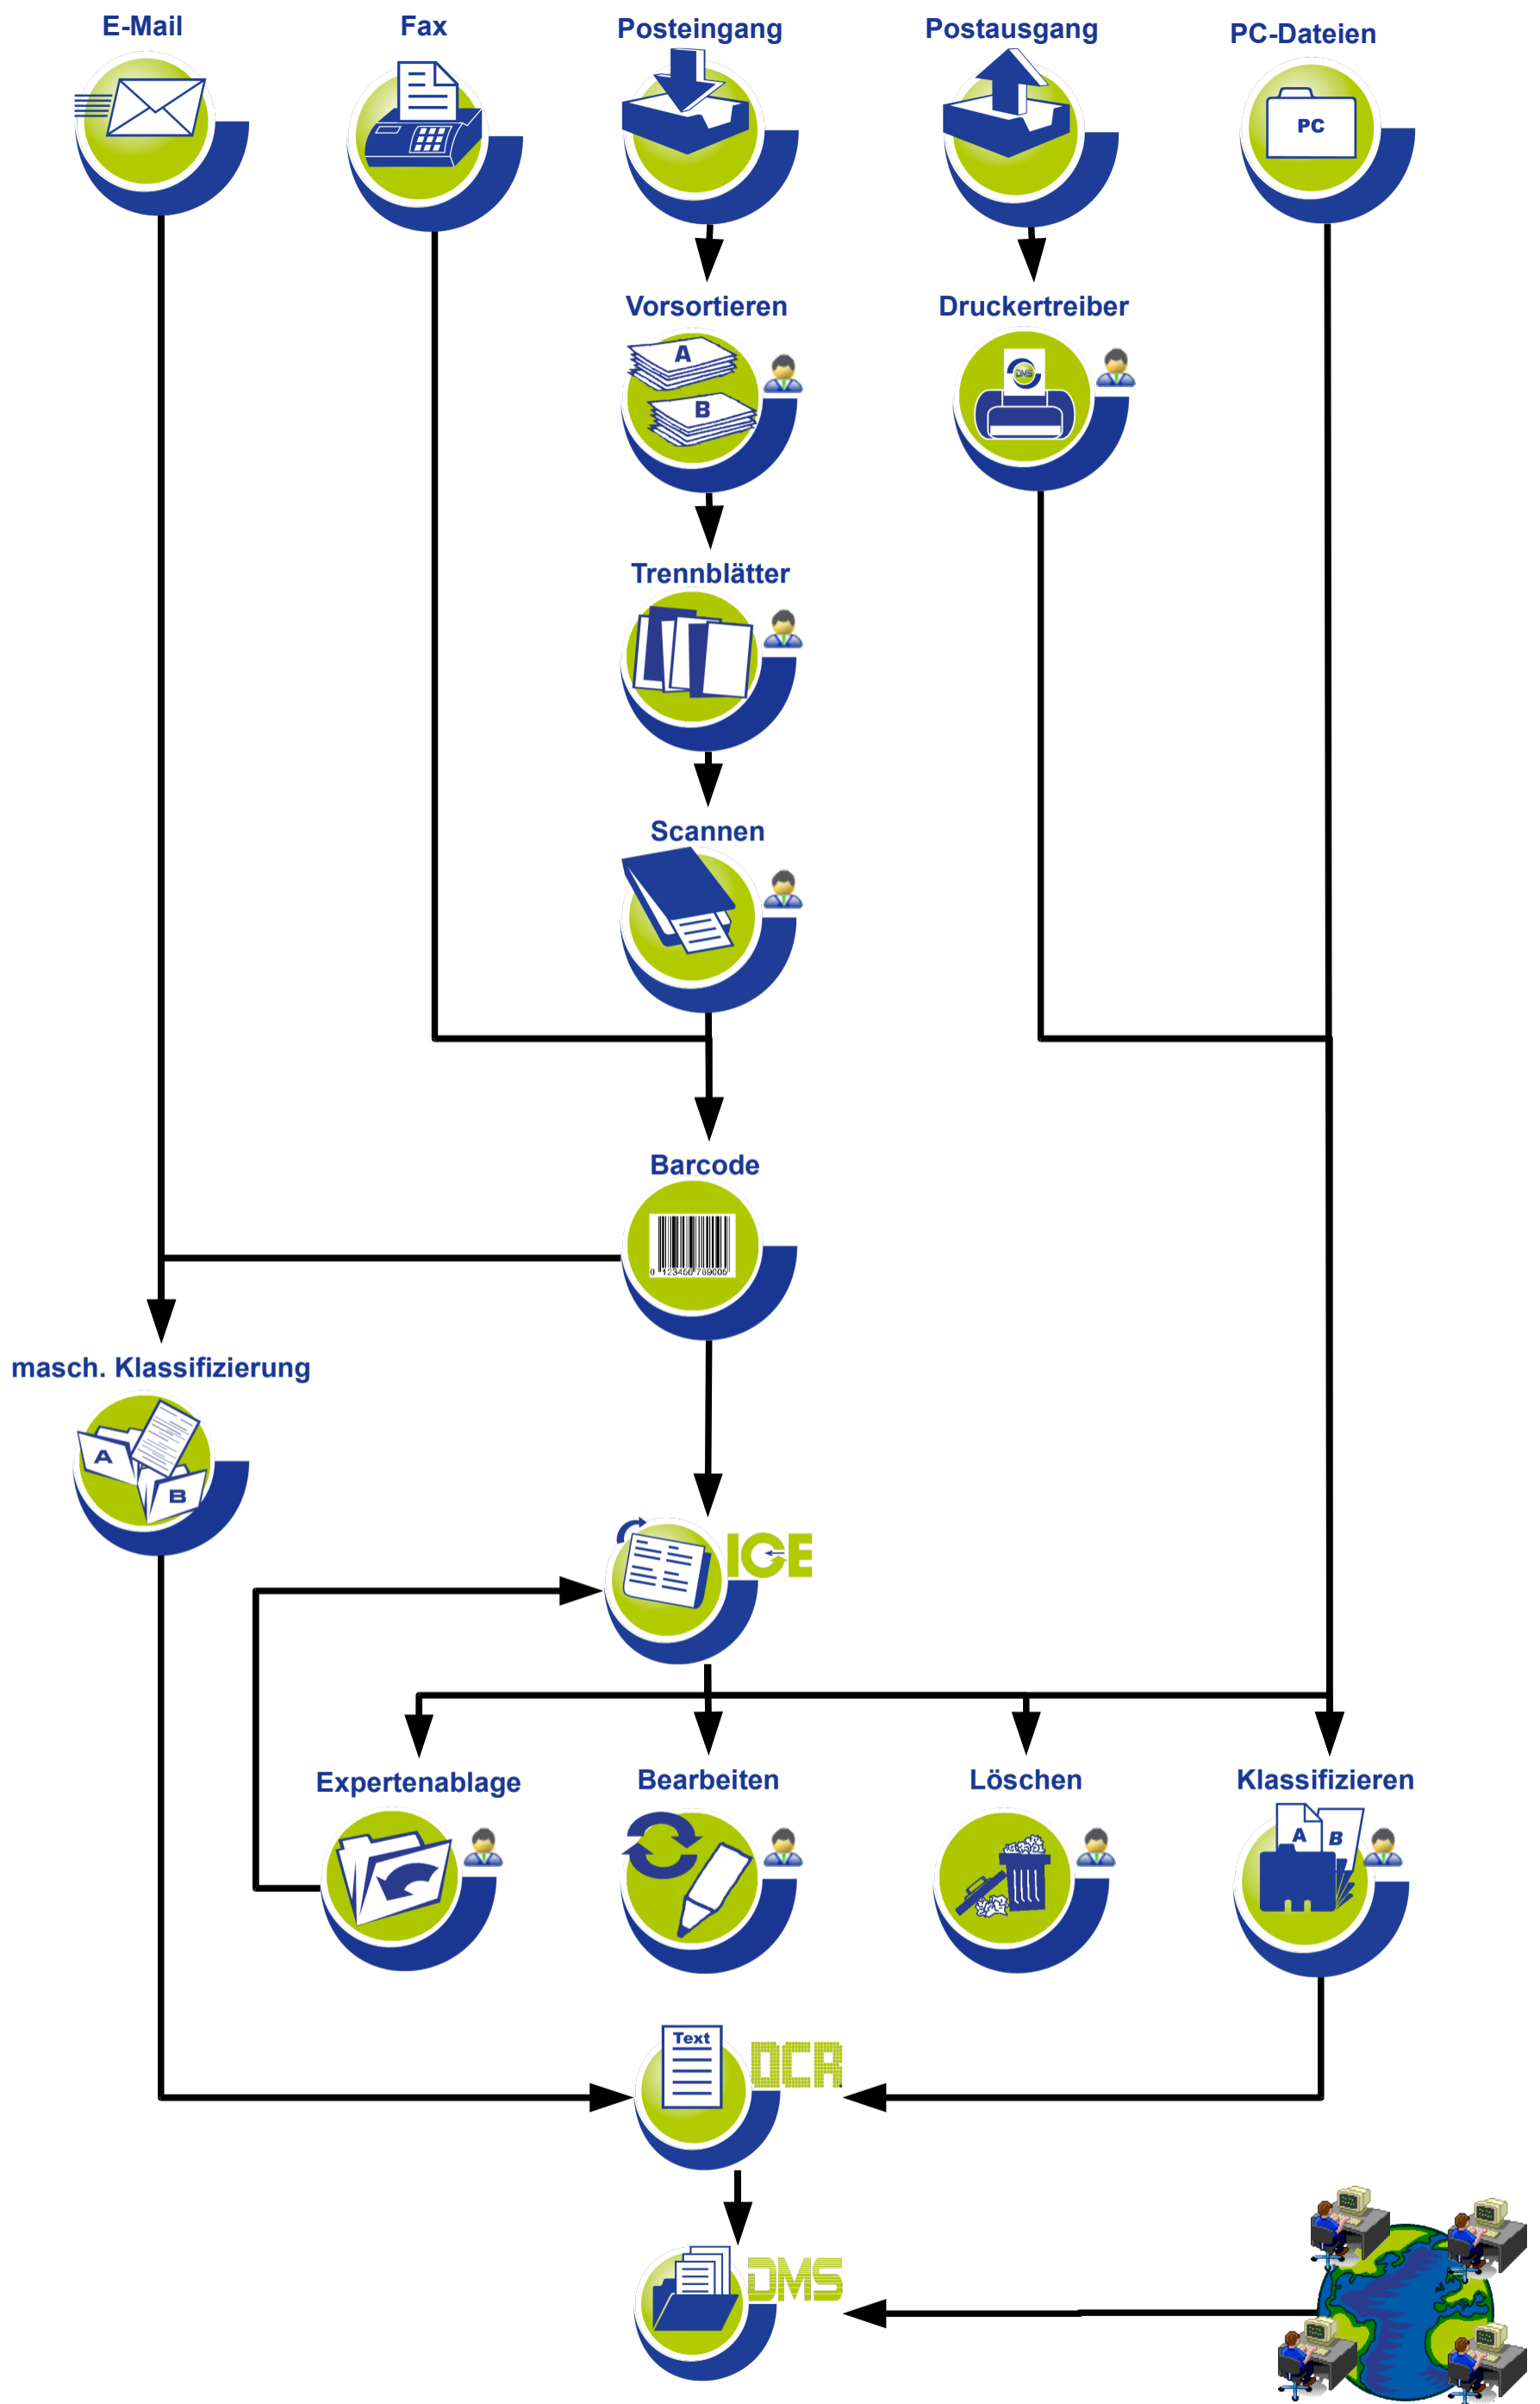 E-Mail
Fax
Posteingang
Postausgang
PC-Dateien
PC
Vorsortieren
A
B
Druckertreiber
DMS
Trennblätter
Scannen
Barcode
0 123456 789005
masch. Klassifizierung
A
B
ICE
Expertenablage
Bearbeiten
Löschen
Klassifizieren
A
B
Text
OCR
DMS